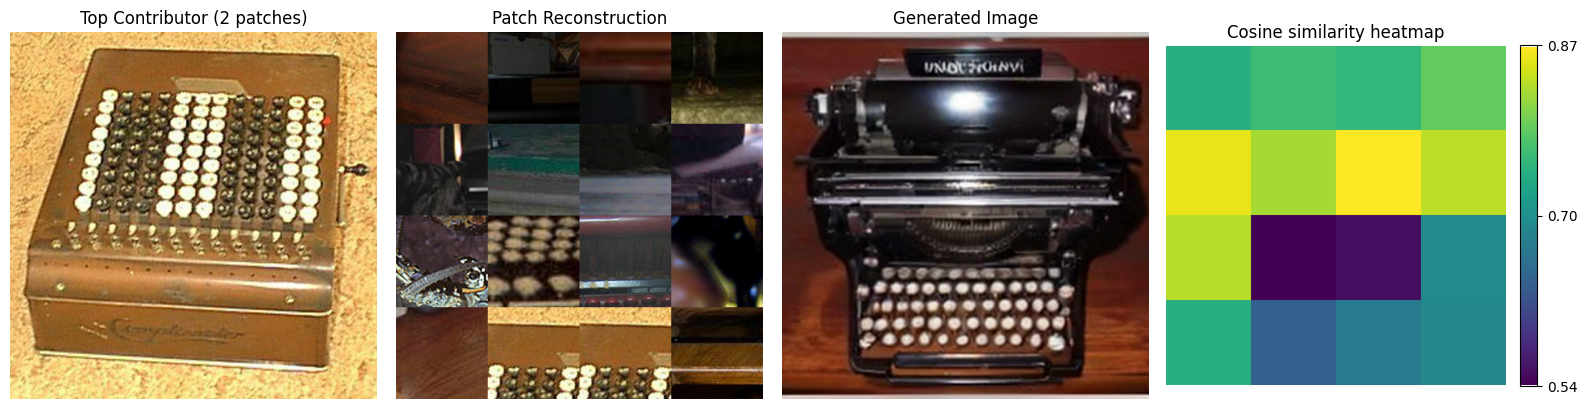 Top Contributor (2 patches)
Patch Reconstruction
Generated Image
Cosine similarity heatmap
0.87
0.70
0.54